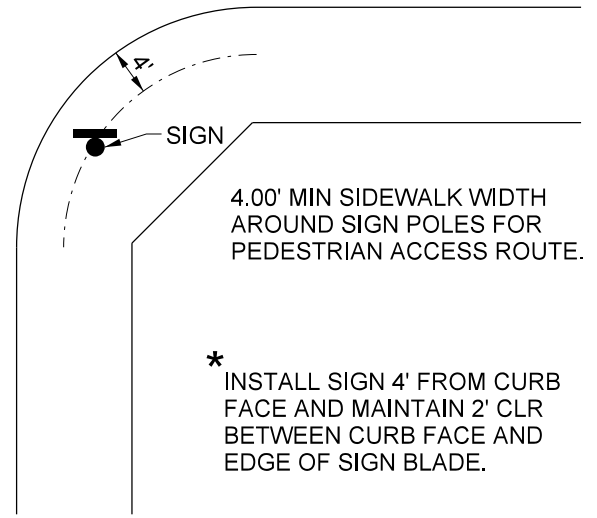 4'
SIGN
4.00' MIN SIDEWALK WIDTH
AROUND SIGN POLES FOR
PEDESTRIAN ACCESS ROUTE.
*
INSTALL SIGN 4' FROM CURB
FACE AND MAINTAIN 2' CLR
BETWEEN CURB FACE AND
EDGE OF SIGN BLADE.